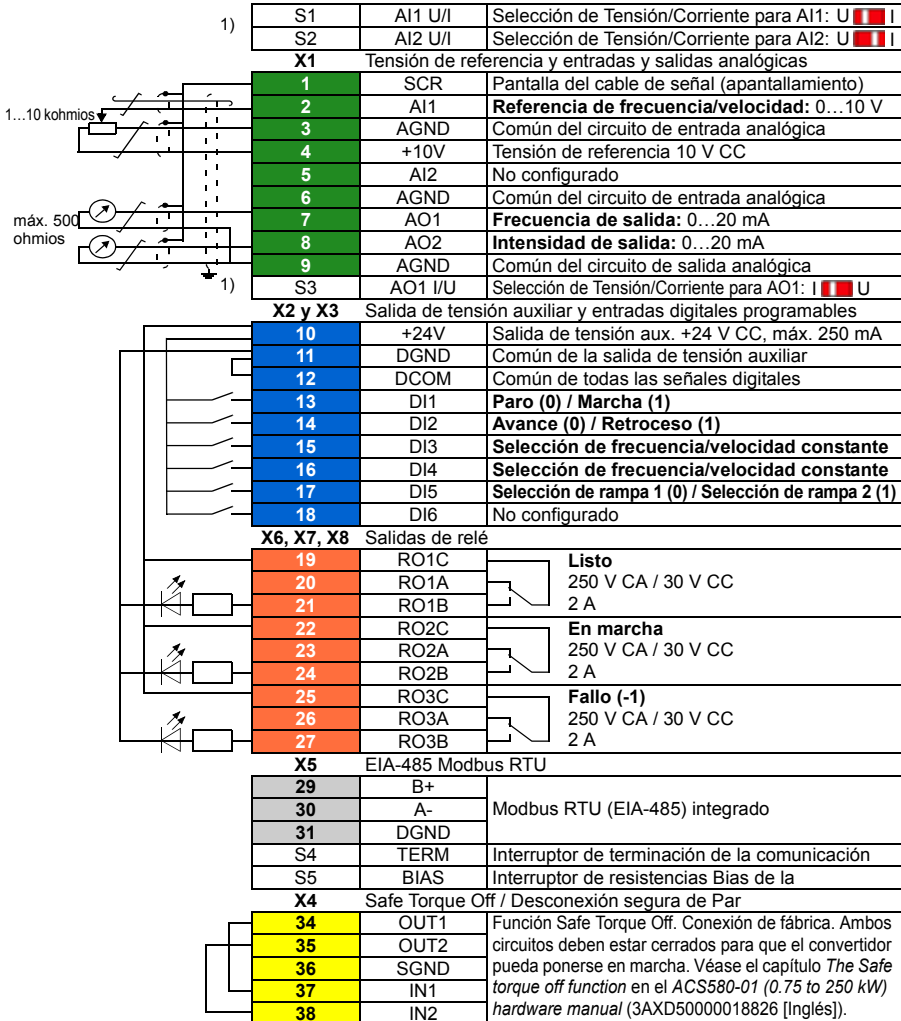 1)
S1 AI1 U/I Selección de Tensión/Corriente para AI1: U I
S2 AI2 U/I Selección de Tensión/Corriente para AI2: U I
X1 Tensión de referencia y entradas y salidas analógicas
1 SCR Pantalla del cable de señal (apantallamiento)
1…10 kohmios
2 AI1 Referencia de frecuencia/velocidad: 0…10 V
3 AGND Común del circuito de entrada analógica
4 +10V Tensión de referencia 10 V CC
5 AI2 No configurado
6 AGND Común del circuito de entrada analógica
máx. 500
ohmios
7 AO1 Frecuencia de salida: 0…20 mA
8 AO2 Intensidad de salida: 0…20 mA
9 AGND Común del circuito de salida analógica
1)
S3 AO1 I/U Selección de Tensión/Corriente para AO1: I U
X2 y X3 Salida de tensión auxiliar y entradas digitales programables
10 +24V Salida de tensión aux. +24 V CC, máx. 250 mA
11 DGND Común de la salida de tensión auxiliar
12 DCOM Común de todas las señales digitales
13 DI1 Paro (0) / Marcha (1)
14 DI2 Avance (0) / Retroceso (1)
15 DI3 Selección de frecuencia/velocidad constante
16 DI4 Selección de frecuencia/velocidad constante
17 DI5 Selección de rampa 1 (0) / Selección de rampa 2 (1)
18 DI6 No configurado
X6, X7, X8 Salidas de relé
19 RO1C Listo
20 RO1A 250 V CA / 30 V CC
21 RO1B 2 A
22 RO2C En marcha
23 RO2A 250 V CA / 30 V CC
24 RO2B 2 A
25 RO3C Fallo (-1)
26 RO3A 250 V CA / 30 V CC
27 RO3B 2 A
X5 EIA-485 Modbus RTU
29 B+
30 A- Modbus RTU (EIA-485) integrado
31 DGND
S4 TERM Interruptor de terminación de la comunicación
S5 BIAS Interruptor de resistencias Bias de la
X4 Safe Torque Off / Desconexión segura de Par
34 OUT1 Función Safe Torque Off. Conexión de fábrica. Ambos
35 OUT2 circuitos deben estar cerrados para que el convertidor
36 SGND pueda ponerse en marcha. Véase el capítulo The Safe
37 IN1 torque off function en el ACS580-01 (0.75 to 250 kW)
38 IN2 hardware manual (3AXD50000018826 [Inglés]).